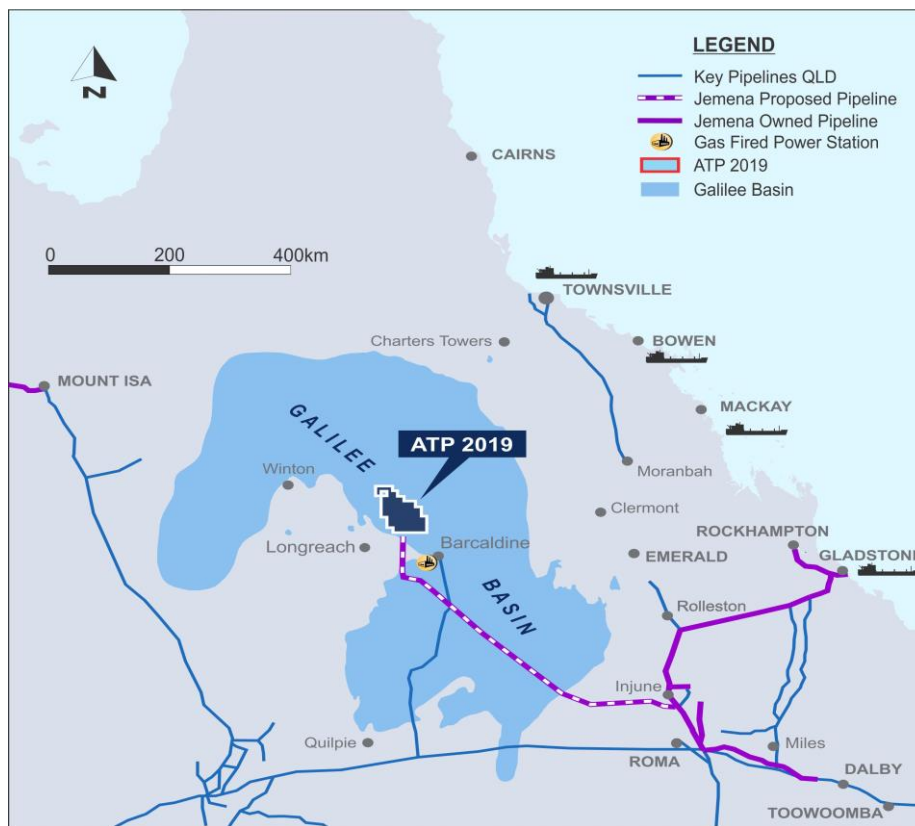 N
LEGEND
Key Pipelines QLD
Jemena Proposed Pipeline
Jemena Owned Pipeline
Gas Fired Power Station
ATP 2019
Galilee Basin
CAIRNS
0 200 400km
TOWNSVILLE
Charters Towers
BOWEN
MOUNT ISA
MACKAY
GALILEE
ATP 2019
Winton
Moranbah
Clermont
Longreach
Barcaldine
ROCKHAMPTON
EMERALD
GLADSTONE
BASIN
Rolleston
Injune
Quilpie
ROMA
Miles
DALBY
TOOWOOMBA